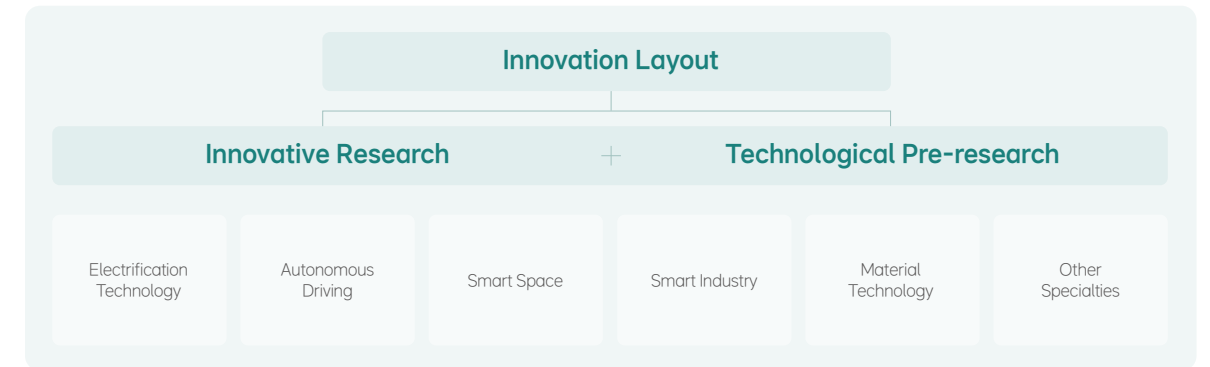 Innovation Layout
Innovative Research + Technological Pre-research
Electrification
Technology
Autonomous
Driving
Smart Space
Smart Industry
Material
Technology
Other
Specialties